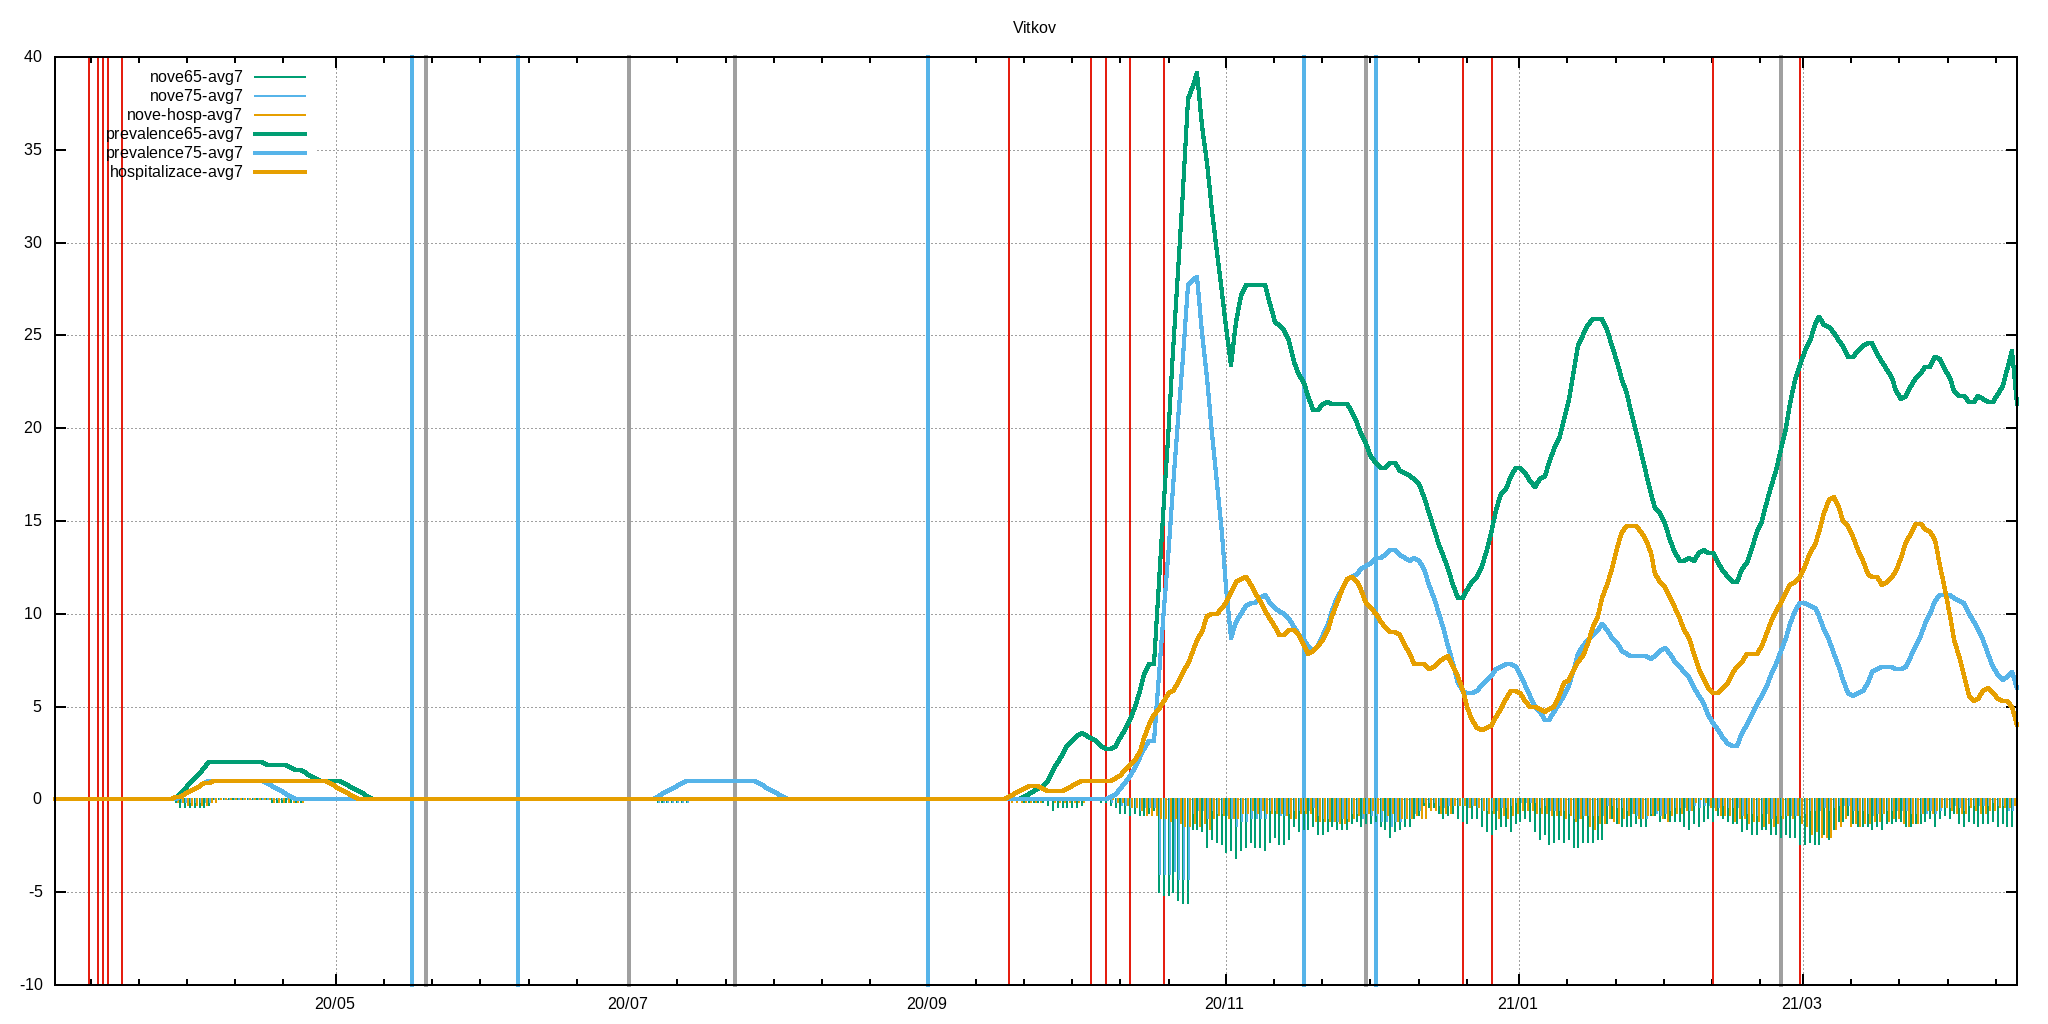 Vitkov
40
35
30
25
20
15
10
5
0
-5
-10
nove65-avg7
nove75-avg7
nove-hosp-avg7
prevalence65-avg7
prevalence75-avg7
hospitalizace-avg7
20/05 20/07 20/09 20/11 21/01 21/03